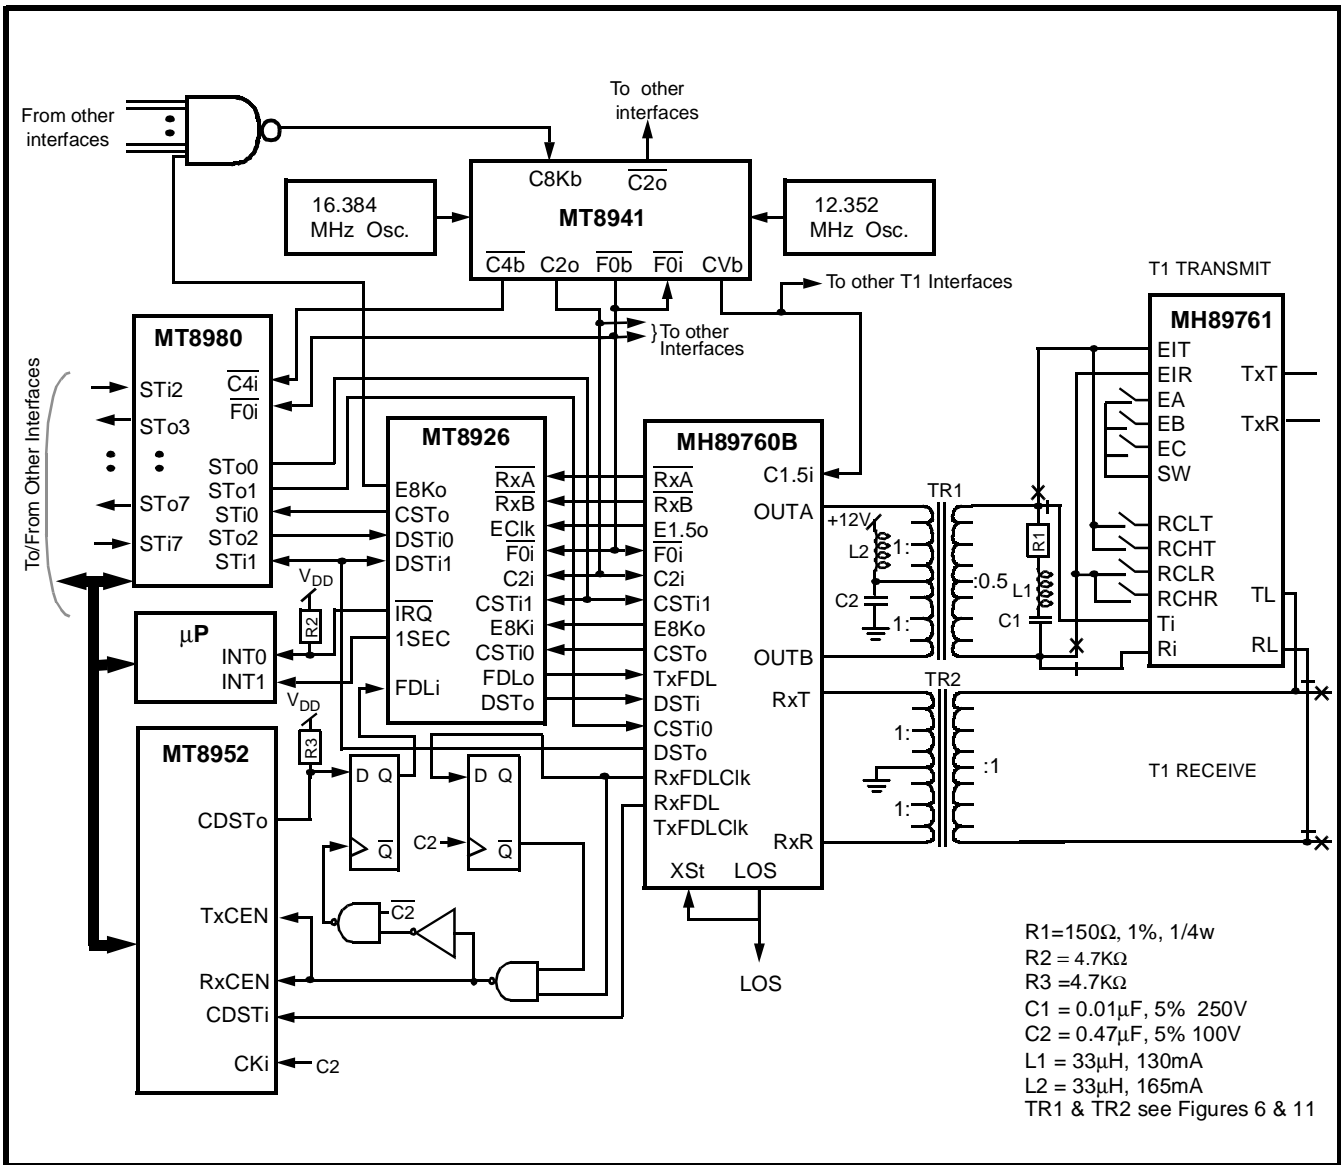 From other
interfaces
To other
interfaces
C8Kb
C2o
MT8941
C4b
C2o
F0b
F0i
CVb
16.384
MHz Osc.
12.352
MHz Osc.
To other T1 Interfaces
}To other
Interfaces
To/From Other Interfaces
MT8980
STi2
STo3
STo7
STi7
C4i
F0i
STo0
STo1
STi0
STo2
STi1
MT8926
E8Ko
CSTo
DSTi0
DSTi1
IRQ
1SEC
FDLi
RxA
RxB
EClk
F0i
C2i
CSTi1
E8Ki
CSTi0
FDLo
DSTo
MH89760B
RxA
RxB
E1.5o
F0i
C2i
CSTi1
E8Ko
CSTo
TxFDL
DSTi
CSTi0
DSTo
RxFDLClk
RxFDL
TxFDLClk
C1.5i
OUTA
OUTB
RxT
RxR
XSt
LOS
LOS
T1 TRANSMIT
MH89761
EIT
EIR
EA
EB
EC
SW
RCLT
RCHT
RCLR
RCHR
Ti
Ri
TxT
TxR
TL
RL
TR1
+12V
L2
C2
1:
1:
:0.5
R1
L1
C1
TR2
1:
1:
:1
T1 RECEIVE
μP
INT0
INT1
VDD
R2
VDD
R3
MT8952
CDSTo
TxCEN
RxCEN
CDSTi
CKi
C2
D Q
Q
D Q
C2
Q
C2
R1=150Ω, 1%, 1/4w
R2 = 4.7KΩ
R3 =4.7KΩ
C1 = 0.01μF, 5% 250V
C2 = 0.47μF, 5% 100V
L1 = 33μH, 130mA
L2 = 33μH, 165mA
TR1 & TR2 see Figures 6 & 11